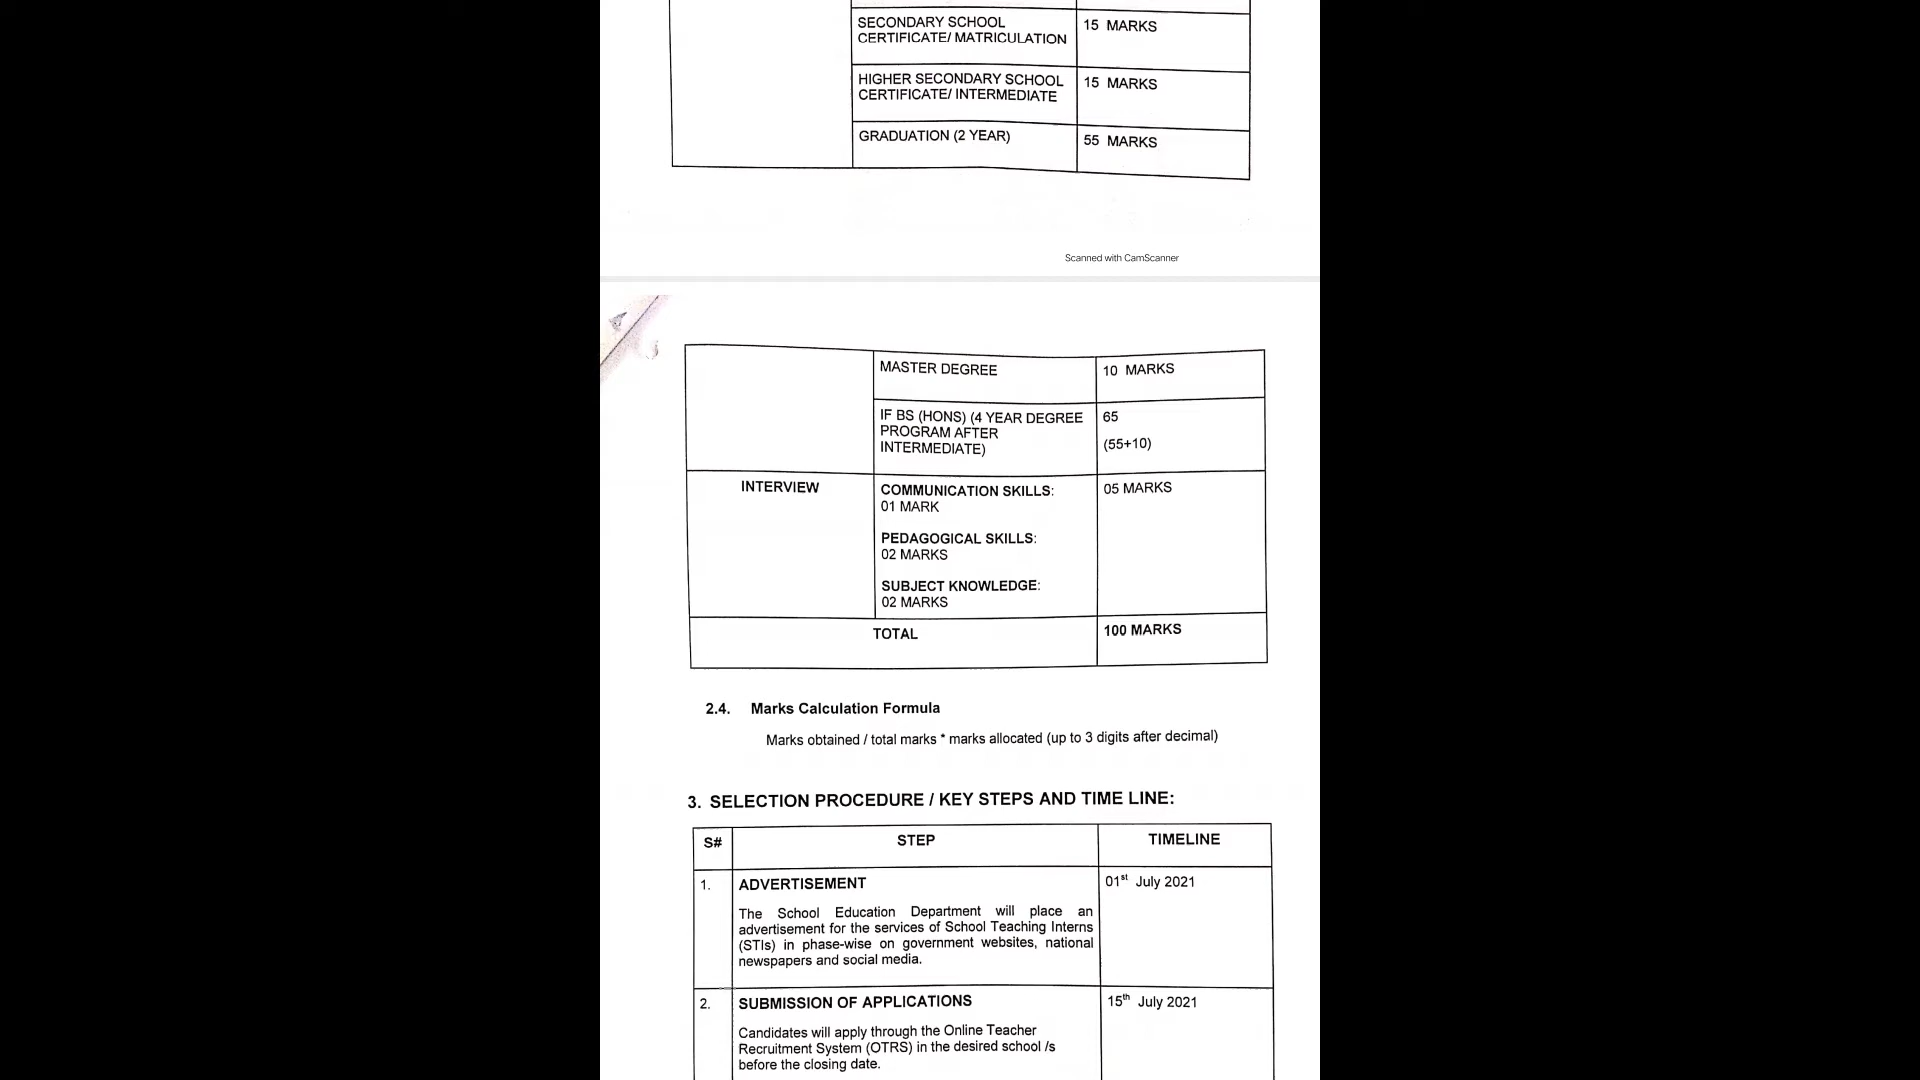 SECONDARY SCHOOL
CERTIFICATE/ MATRICULATION
15 MARKS
HIGHER SECONDARY SCHOOL
CERTIFICATE/ INTERMEDIATE
15 MARKS
GRADUATION (2 YEAR)
55 MARKS
Scanned with CamScanner
MASTER DEGREE
10 MARKS
IF BS (HONS) (4 YEAR DEGREE
PROGRAM AFTER
INTERMEDIATE)
65
(55+10)
INTERVIEW
COMMUNICATION SKILLS:
01 MARK
PEDAGOGICAL SKILLS:
02 MARKS
SUBJECT KNOWLEDGE:
02 MARKS
05 MARKS
TOTAL
100 MARKS
2.4. Marks Calculation Formula
Marks obtained / total marks * marks allocated (up to 3 digits after decimal)
3. SELECTION PROCEDURE / KEY STEPS AND TIME LINE:
S#
STEP
TIMELINE
1.
ADVERTISEMENT
The School Education Department will place an
advertisement for the services of School Teaching Interns
(STIs) in phase-wise on government websites, national
newspapers and social media.
01st July 2021
2.
SUBMISSION OF APPLICATIONS
Candidates will apply through the Online Teacher
Recruitment System (OTRS) in the desired school /s
before the closing date.
15th July 2021